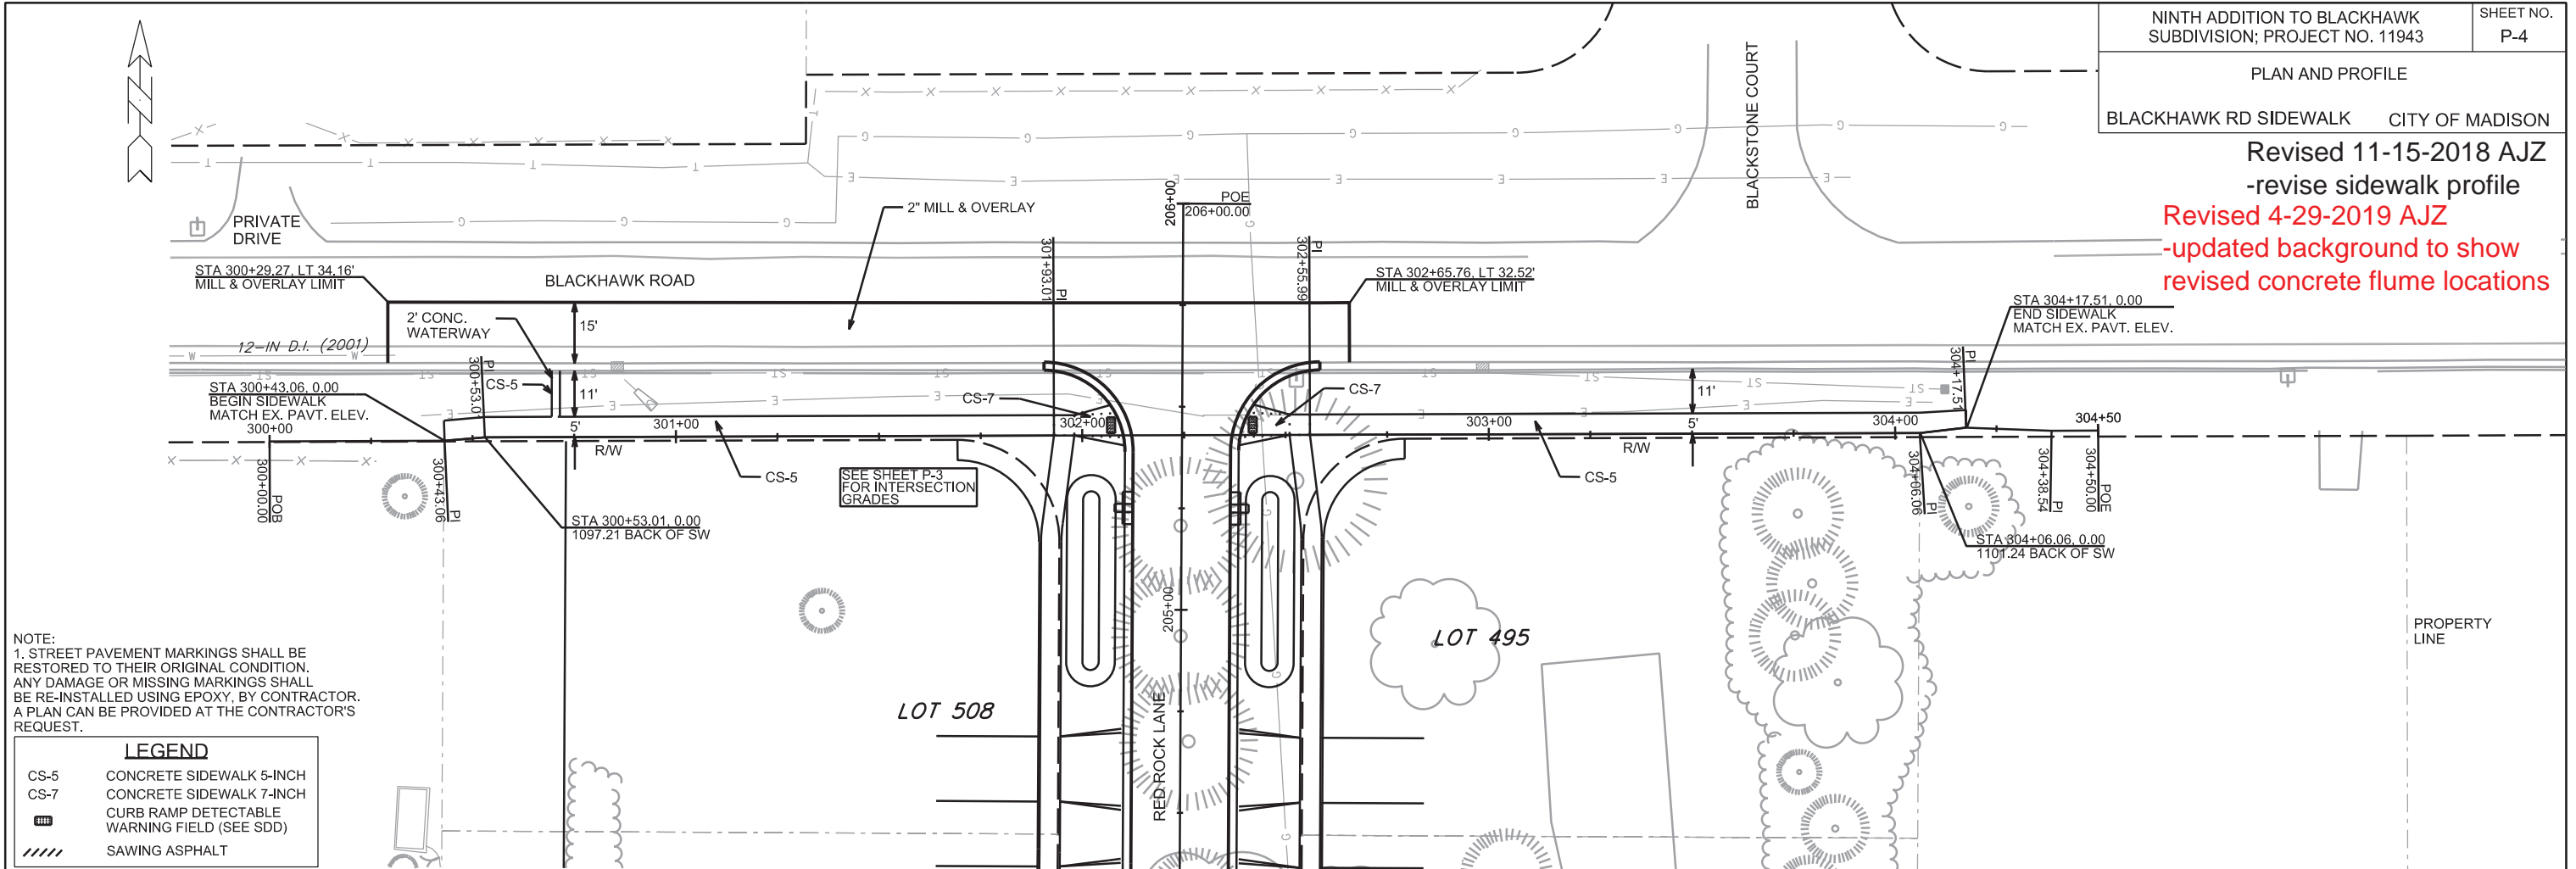 NINTH ADDITION TO BLACKHAWK
SUBDIVISION; PROJECT NO. 11943
SHEET NO.
P-4
PLAN AND PROFILE
BLACKHAWK RD SIDEWALK CITY OF MADISON
Revised 11-15-2018 AJZ
-revise sidewalk profile
Revised 4-29-2019 AJZ
-updated background to show
revised concrete flume locations
BLACKSTONE COURT
PRIVATE
DRIVE
2" MILL & OVERLAY
206+00
POE
206+00.00
STA 300+29.27, LT 34.16'
MILL & OVERLAY LIMIT
BLACKHAWK ROAD
301+93.01
PI
302+55.99
PI
STA 302+65.76, LT 32.52'
MILL & OVERLAY LIMIT
STA 304+17.51, 0.00
END SIDEWALK
MATCH EX. PAVT. ELEV.
2' CONC.
WATERWAY
15'
12-IN D.I. (2001)
STA 300+43.06, 0.00
BEGIN SIDEWALK
MATCH EX. PAVT. ELEV.
300+00
PI
300+53.0
CS-5
11'
5'
R/W
301+00
CS-5
CS-7
302+00
CS-7
303+00
CS-5
11'
5'
R/W
304+00
PI
304+17.51
304+50
300+00.00
POB
300+43.06
PI
STA 300+53.01, 0.00
1097.21 BACK OF SW
SEE SHEET P-3
FOR INTERSECTION
GRADES
304+06.06
PI
304+38.54
PI
304+50.00
POE
STA 304+06.06, 0.00
1101.24 BACK OF SW
205+00
RED ROCK LANE
LOT 508
LOT 495
PROPERTY
LINE
NOTE:
1. STREET PAVEMENT MARKINGS SHALL BE
RESTORED TO THEIR ORIGINAL CONDITION.
ANY DAMAGE OR MISSING MARKINGS SHALL
BE RE-INSTALLED USING EPOXY, BY CONTRACTOR.
A PLAN CAN BE PROVIDED AT THE CONTRACTOR'S
REQUEST.
LEGEND
CS-5 CONCRETE SIDEWALK 5-INCH
CS-7 CONCRETE SIDEWALK 7-INCH
CURB RAMP DETECTABLE
WARNING FIELD (SEE SDD)
SAWING ASPHALT